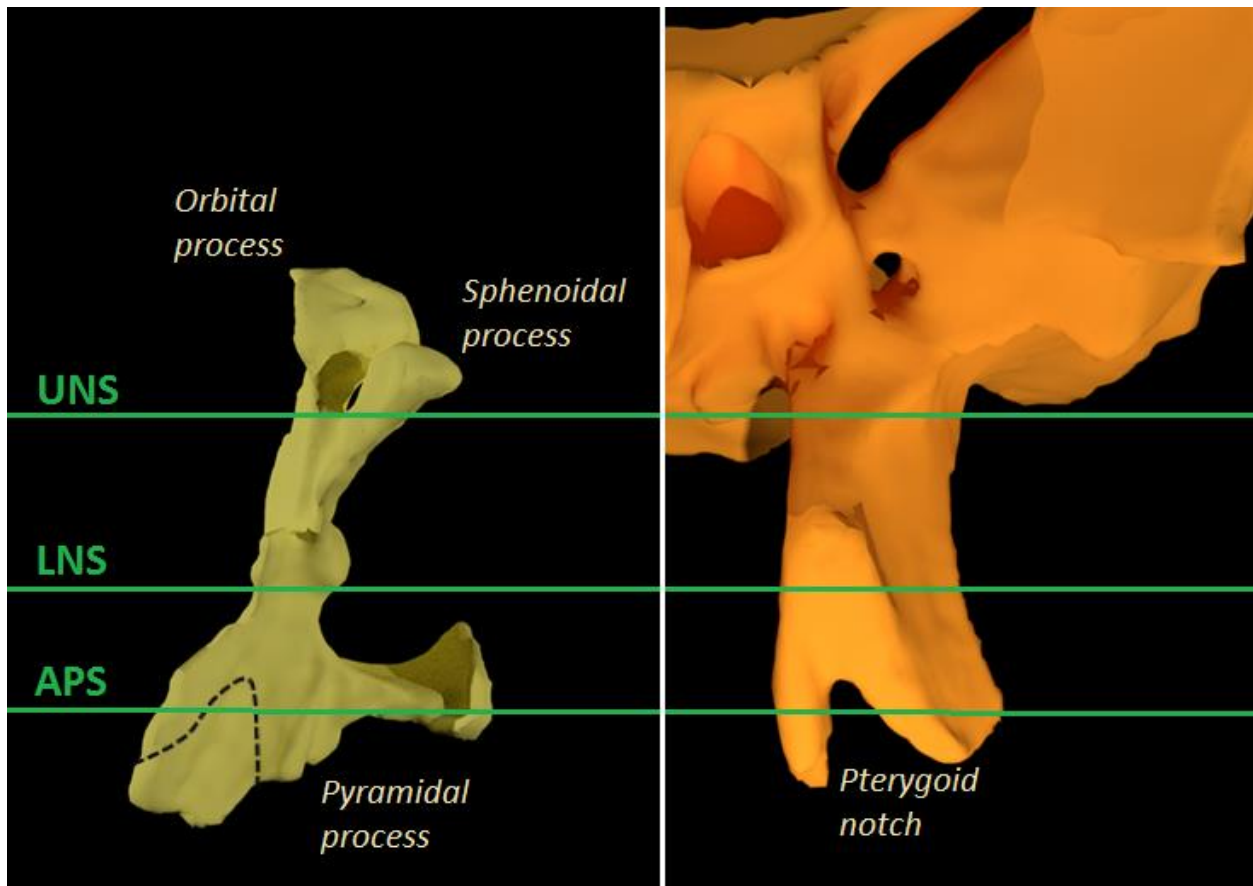 Orbital
process
Sphenoidal
process
UNS
LNS
APS
Pyramidal
process
Pterygoid
notch